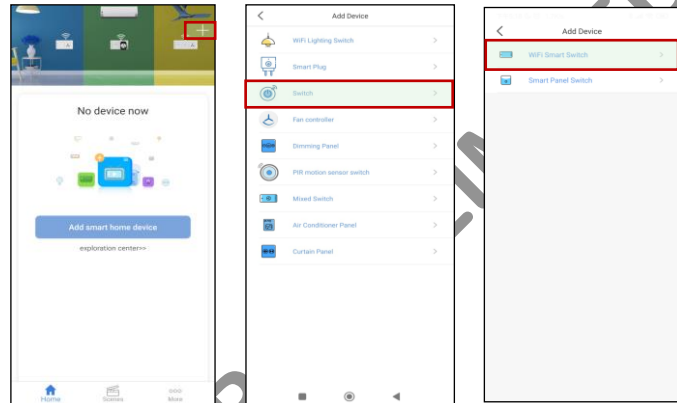 No device now
Add smart home device
exploration center>>
Home
Scenes
More
Add Device
WiFi Lighting Switch
Smart Plug
Switch
Fan controller
Dimming Panel
PIR motion sensor switch
Mixed Switch
Air Conditioner Panel
Curtain Panel
Add Device
WiFi Smart Switch
Smart Panel Switch